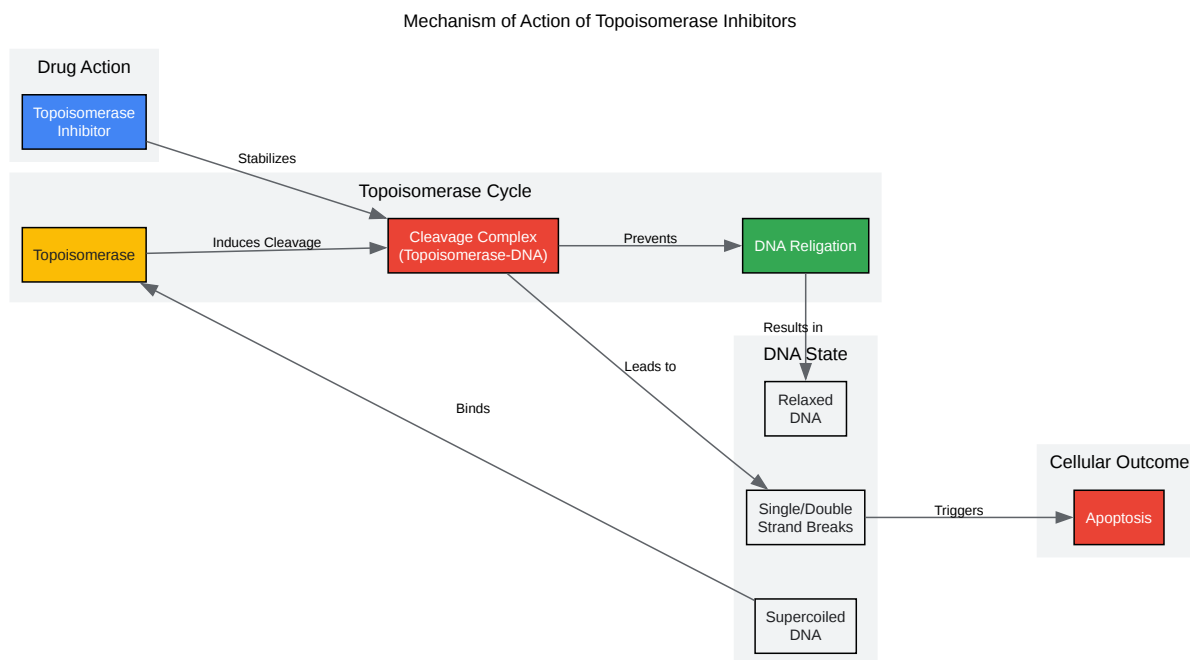 Mechanism of Action of Topoisomerase Inhibitors
Drug Action
Topoisomerase
Inhibitor
Stabilizes
Topoisomerase Cycle
Topoisomerase
Induces Cleavage
Cleavage Complex
(Topoisomerase-DNA)
Prevents
DNA Religation
Results in
DNA State
Relaxed
DNA
Leads to
Binds
Single/Double
Strand Breaks
Triggers
Cellular Outcome
Apoptosis
Supercoiled
DNA